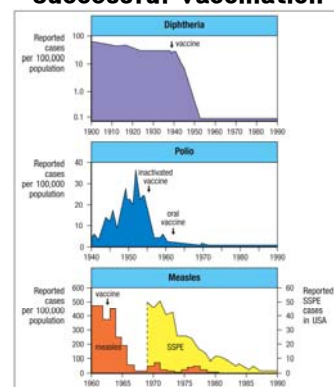 successful vaccination
Diphtheria
Reported
cases
per 100,000
population
100
10
1.0
0.1
vaccine
1900 1910 1920 1930 1940 1950 1960 1970 1980 1990
Polio
Reported
cases
per 100,000
population
40
30
20
10
0
inactivated
vaccine
oral
vaccine
1940 1950 1960 1970 1980 1990
Measles
Reported
cases
per 100,000
population
600
500
400
300
200
100
0
vaccine
measles
SSPE
60
50
40
30
20
10
0
Reported
SSPE
cases
in USA
1960 1965 1970 1975 1980 1985 1990